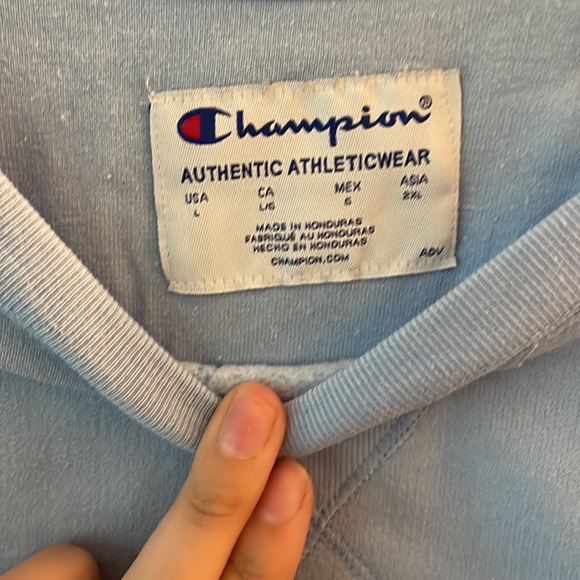 Champion®
AUTHENTIC ATHLETICWEAR
USA CA MEX ASIA
L L/G G 2XL
MADE IN HONDURAS
FABRIQUÉ AU HONDURAS
HECHO EN HONDURAS
CHAMPION.COM
ADV